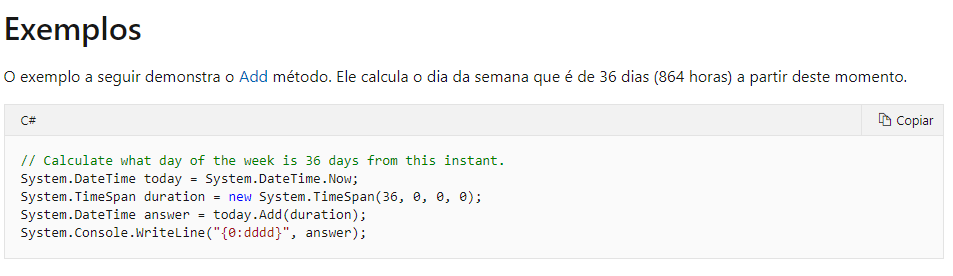 Exemplos
O exemplo a seguir demonstra o Add método. Ele calcula o dia da semana que é de 36 dias (864 horas) a partir deste momento.
C#
Copiar
// Calculate what day of the week is 36 days from this instant.
System.DateTime today = System.DateTime.Now;
System.TimeSpan duration = new System.TimeSpan(36, 0, 0, 0);
System.DateTime answer = today.Add(duration);
System.Console.WriteLine("{0:dddd}", answer);